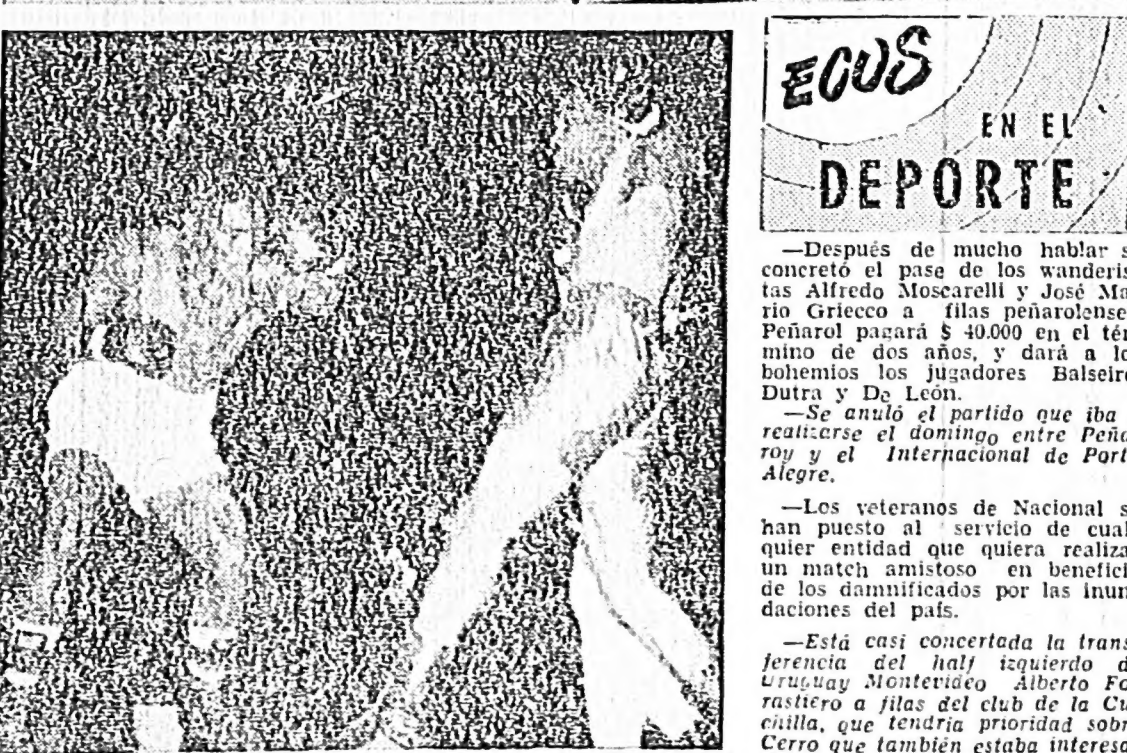 ECOS
EN EL
DEPORTE
—Después de mucho hablar s
concretó el pase de los wanderis
tas Alfredo Moscarelli y José Ma
rio Griecco a filas peñarolense
Peñarol pagará $ 40.000 en el tér
mino de dos años, y dará a lo
bohemios los jugadores Balseiro
Dutra y De León.
—Se anuló el partido que iba
realizarse el domingo entre Peña
roy y el Internacional de Port
Alegre.
—Los veteranos de Nacional s
han puesto al servicio de cual
quier entidad que quiera realiza
un match amistoso en benefici
de los damnificados por las inun
daciones del país.
—Está casi concertada la trans
ferencia del half izquierdo d
Uruguay Montevideo Alberto Fo
rastiero a filas del club de la Cu
chilla, que tendría prioridad sobr
Cerro que también estaba interesa